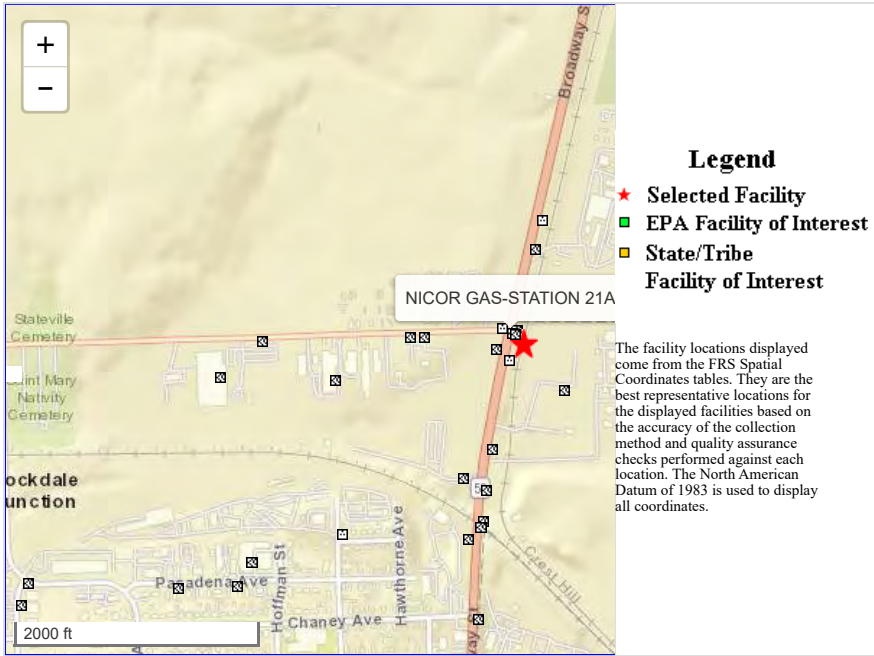 +
−
Broadway S
NICOR GAS-STATION 21A
Stateville
Cemetery
aint Mary
Nativity
Cemetery
ockdale
unction
5
Hoffman St
Hawthorne Ave
Pasadena Ave
Chaney Ave
Crest Hill
way St
A
2000 ft
Legend
Selected Facility
EPA Facility of Interest
State/Tribe
Facility of Interest
The facility locations displayed
come from the FRS Spatial
Coordinates tables. They are the
best representative locations for
the displayed facilities based on
the accuracy of the collection
method and quality assurance
checks performed against each
location. The North American
Datum of 1983 is used to display
all coordinates.